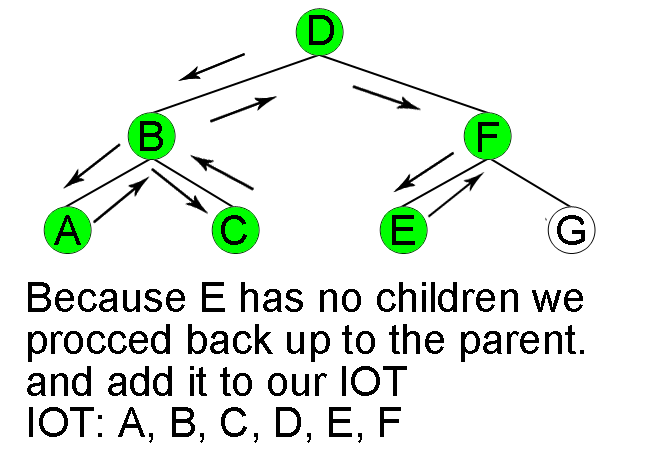 D
B
F
A
C
E
G
Because E has no children we
procced back up to the parent.
and add it to our IOT
IOT: A, B, C, D, E, F